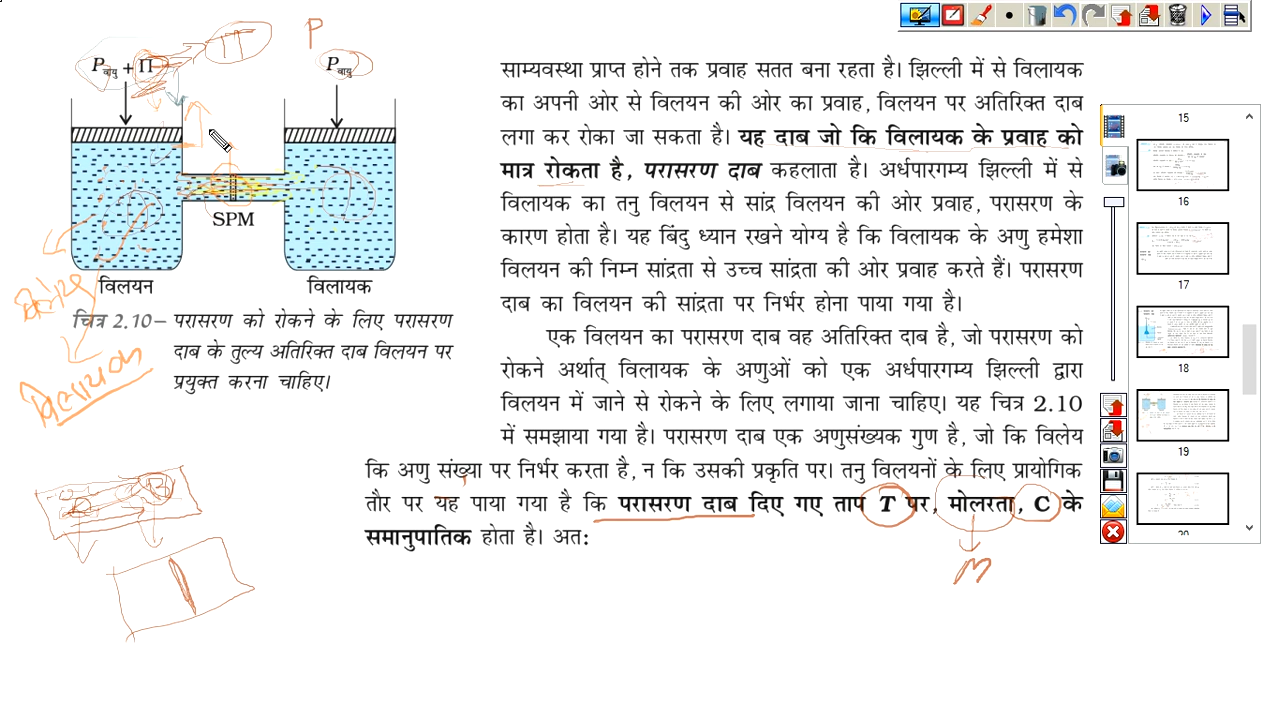 P
Π
P वायु + Π
P वायु
SPM
विलयन
विलायक
चित्र 2.10– परासरण को रोकने के लिए परासरण
दाब के तुल्य अतिरिक्त दाब विलयन पर
प्रयुक्त करना चाहिए।
विलायक
साम्यवस्था प्राप्त होने तक प्रवाह सतत बना रहता है। झिल्ली में से विलायक
का अपनी ओर से विलयन की ओर का प्रवाह, विलयन पर अतिरिक्त दाब
लगा कर रोका जा सकता है। यह दाब जो कि विलायक के प्रवाह को
मात्र रोकता है, परासरण दाब कहलाता है। अर्धपारगम्य झिल्ली में से
विलायक का तनु विलयन से सांद्र विलयन की ओर प्रवाह, परासरण के
कारण होता है। यह बिंदु ध्यान रखने योग्य है कि विलायक के अणु हमेशा
विलयन की निम्न सांद्रता से उच्च सांद्रता की ओर प्रवाह करते हैं। परासरण
दाब का विलयन की सांद्रता पर निर्भर होना पाया गया है।
एक विलयन का परासरण दाब वह अतिरिक्त दाब है, जो परासरण को
रोकने अर्थात् विलायक के अणुओं को एक अर्धपारगम्य झिल्ली द्वारा
विलयन में जाने से रोकने के लिए लगाया जाना चाहिए। यह चित्र 2.10
में समझाया गया है। परासरण दाब एक अणुसंख्यक गुण है, जो कि विलेय
कि अणु संख्या पर निर्भर करता है, न कि उसकी प्रकृति पर। तनु विलयनों के लिए प्रायोगिक
तौर पर यह पाया गया है कि परासरण दाब दिए गए ताप T पर, मोलरता, C के
समानुपातिक होता है। अत:
M
15
16
17
18
19
20